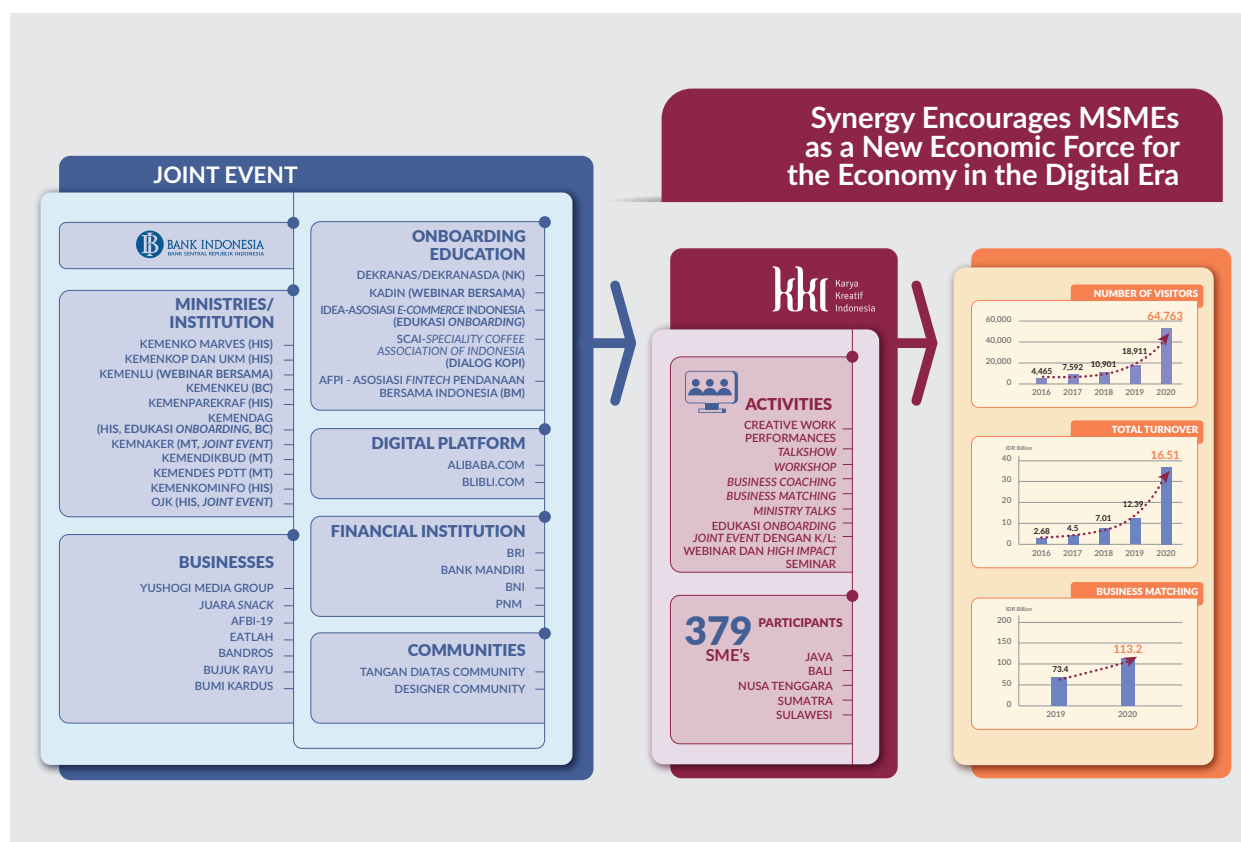 Synergy Encourages MSMEs
as a New Economic Force for
the Economy in the Digital Era
JOINT EVENT
BANK INDONESIA
BANK SENTRAL REPUBLIK INDONESIA
MINISTRIES/
INSTITUTION
KEMENKO MARVES (HIS)
KEMENKOP DAN UKM (HIS)
KEMENLU (WEBINAR BERSAMA)
KEMENKEU (BC)
KEMENPAREKRAF (HIS)
KEMENDAG
(HIS, EDUKASI ONBOARDING, BC)
KEMNAKER (MT, JOINT EVENT)
KEMENDIKBUD (MT)
KEMENDES PDTT (MT)
KEMENKOMINFO (HIS)
OJK (HIS, JOINT EVENT)
BUSINESSES
YUSHOGI MEDIA GROUP
JUARA SNACK
AFBI-19
EATLAH
BANDROS
BUJUK RAYU
BUMI KARDUS
ONBOARDING
EDUCATION
DEKRANAS/DEKRANASDA (NK)
KADIN (WEBINAR BERSAMA)
IDEA-ASOSIASI E-COMMERCE INDONESIA
(EDUKASI ONBOARDING)
SCAI-SPECIALITY COFFEE
ASSOCIATION OF INDONESIA
(DIALOG KOPI)
AFPI - ASOSIASI FINTECH PENDANAAN
BERSAMA INDONESIA (BM)
DIGITAL PLATFORM
ALIBABA.COM
BLIBLI.COM
FINANCIAL INSTITUTION
BRI
BANK MANDIRI
BNI
PNM
COMMUNITIES
TANGAN DIATAS COMMUNITY
DESIGNER COMMUNITY
kki
Karya
Kreatif
Indonesia
ACTIVITIES
CREATIVE WORK
PERFORMANCES
TALKSHOW
WORKSHOP
BUSINESS COACHING
BUSINESS MATCHING
MINISTRY TALKS
EDUKASI ONBOARDING
JOINT EVENT DENGAN K/L:
WEBINAR DAN HIGH IMPACT
SEMINAR
379 PARTICIPANTS
SME's
JAVA
BALI
NUSA TENGGARA
SUMATRA
SULAWESI
NUMBER OF VISITORS
64,763
60,000
40,000
20,000
0
4,465
7,592
10,901
18,911
2016 2017 2018 2019 2020
TOTAL TURNOVER
IDR Billion
16.51
40
30
20
10
0
2.68
4.5
7.01
12.39
2016 2017 2018 2019 2020
BUSINESS MATCHING
IDR Billion
200
150
100
50
0
73.4
113.2
2019 2020